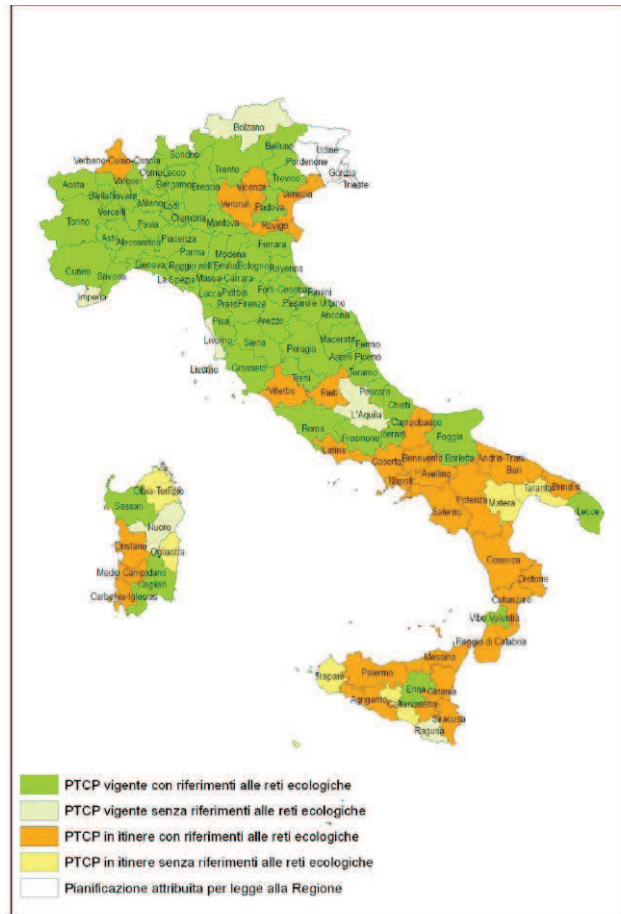 Bolzano
Sondrio
Belluno
Udine
Verbano-Cusio-Ossola
Como Lecco
Trento
Pordenone
Gorizia
Aosta
Varese
Bergamo
Brescia
Vicenza
Treviso
Trieste
Biella Novara
Milano
Venezia
Vercelli
Lodi
Verona
Padova
Torino
Pavia
Cremona
Mantova
Rovigo
Asti
Alessandria
Piacenza
Ferrara
Parma
Modena
Cuneo
Genova
Reggio nell'Emilia
Bologna
Ravenna
Savona
La Spezia
Massa-Carrara
Forlì-Cesena
Rimini
Imperia
Lucca
Pistoia
Prato Firenze
Pesaro e Urbino
Pisa
Arezzo
Ancona
Livorno
Siena
Macerata
Fermo
Perugia
Ascoli Piceno
Livorno
Grosseto
Terni
Teramo
Viterbo
Rieti
Pescara
L'Aquila
Chieti
Roma
Campobasso
Frosinone
Isernia
Foggia
Latina
Caserta
Benevento
Barletta
Andria-Trani
Bari
Napoli
Avellino
Olbia-Tempio
Potenza
Taranto
Brindisi
Sassari
Salerno
Matera
Lecce
Nuoro
Oristano
Ogliastra
Cosenza
Medio Campidano
Crotone
Cagliari
Carbonia-Iglesias
Catanzaro
Vibo Valentia
Reggio di Calabria
Messina
Trapani
Palermo
Enna
Catania
Agrigento
Caltanissetta
Siracusa
Ragusa
PTCP vigente con riferimenti alle reti ecologiche
PTCP vigente senza riferimenti alle reti ecologiche
PTCP in itinere con riferimenti alle reti ecologiche
PTCP in itinere senza riferimenti alle reti ecologiche
Pianificazione attribuita per legge alla Regione